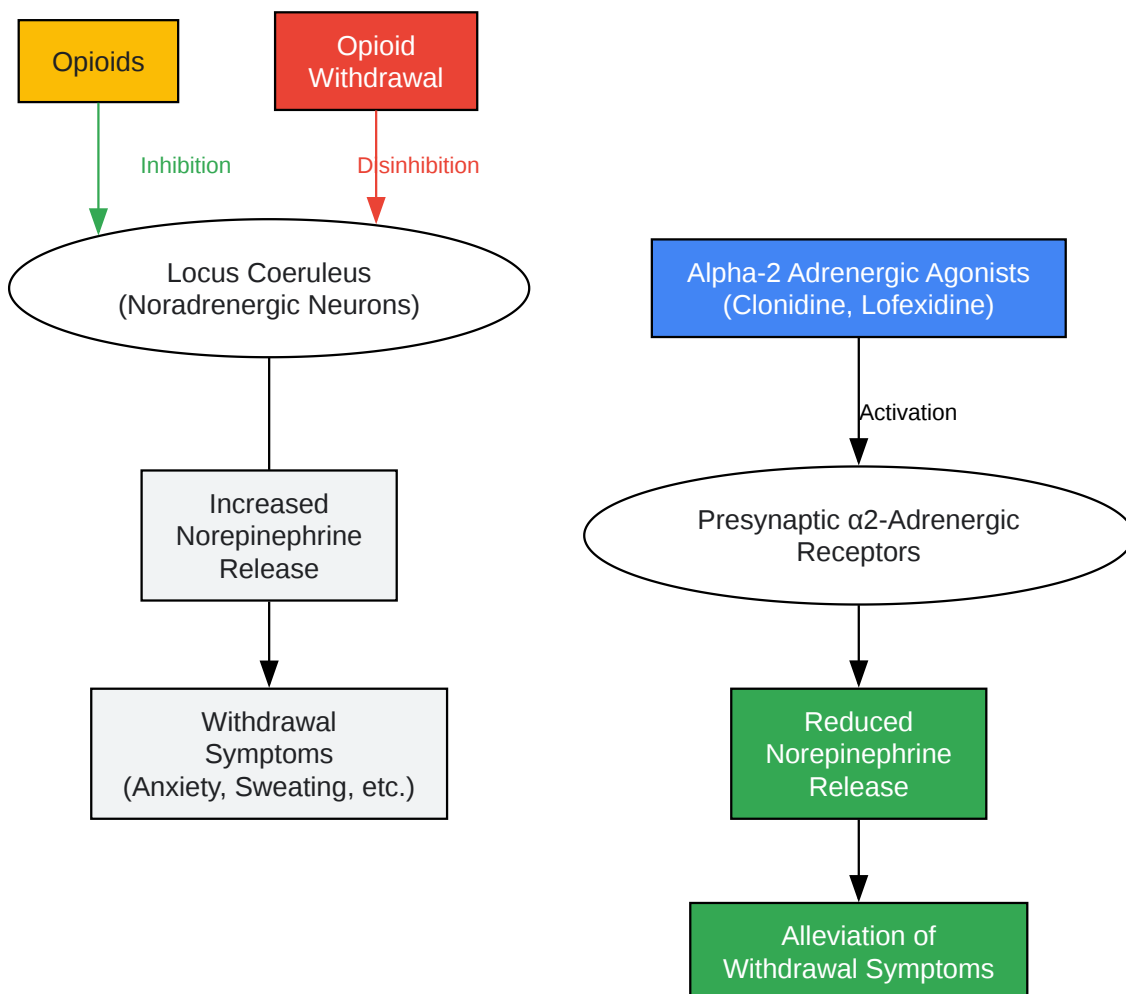 Opioids
Opioid
Withdrawal
Inhibition
Disinhibition
Locus Coeruleus
(Noradrenergic Neurons)
Increased
Norepinephrine
Release
Withdrawal
Symptoms
(Anxiety, Sweating, etc.)
Alpha-2 Adrenergic Agonists
(Clonidine, Lofexidine)
Activation
Presynaptic α2-Adrenergic
Receptors
Reduced
Norepinephrine
Release
Alleviation of
Withdrawal Symptoms